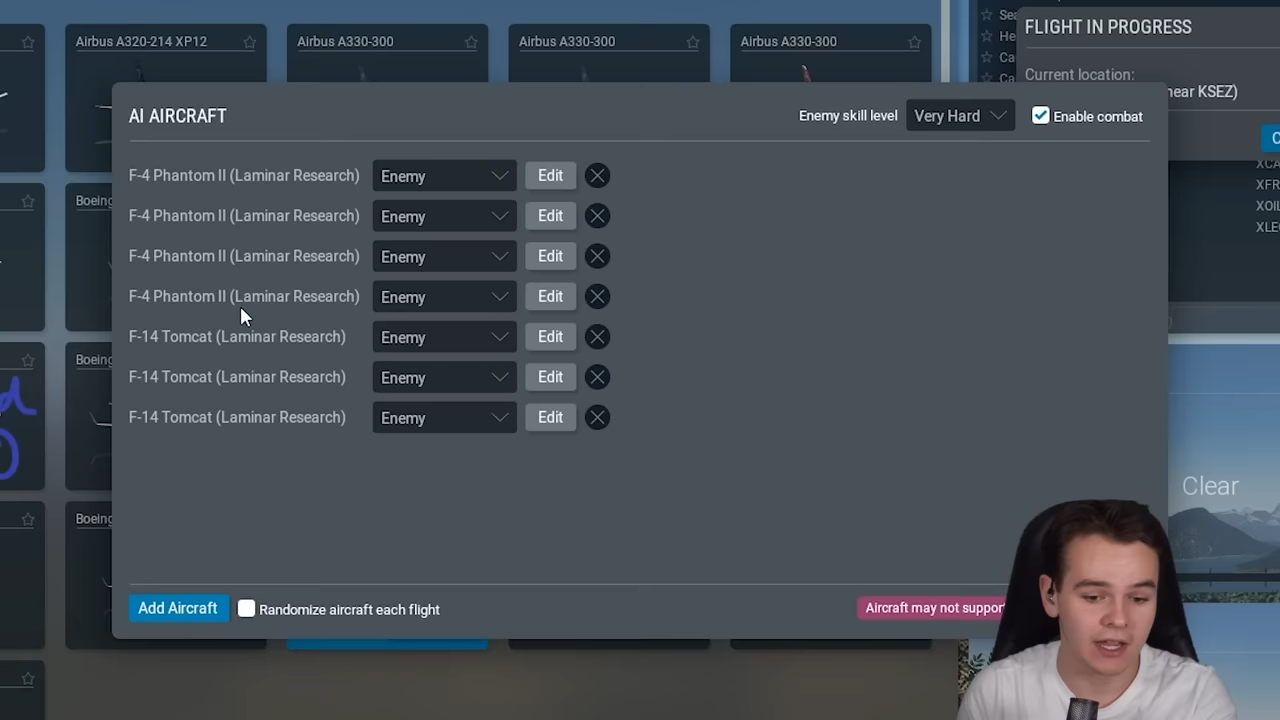 Airbus A320-214 XP12
Airbus A330-300
Airbus A330-300
Airbus A330-300
FLIGHT IN PROGRESS
Current location:
near KSEZ)
AI AIRCRAFT
Enemy skill level
Very Hard
Enable combat
F-4 Phantom II (Laminar Research) Enemy Edit
F-4 Phantom II (Laminar Research) Enemy Edit
F-4 Phantom II (Laminar Research) Enemy Edit
F-4 Phantom II (Laminar Research) Enemy Edit
F-14 Tomcat (Laminar Research) Enemy Edit
F-14 Tomcat (Laminar Research) Enemy Edit
F-14 Tomcat (Laminar Research) Enemy Edit
Boeing
Boeing
Boeing
XFR
XOIL
Clear
Add Aircraft
Randomize aircraft each flight
Aircraft may not suppor